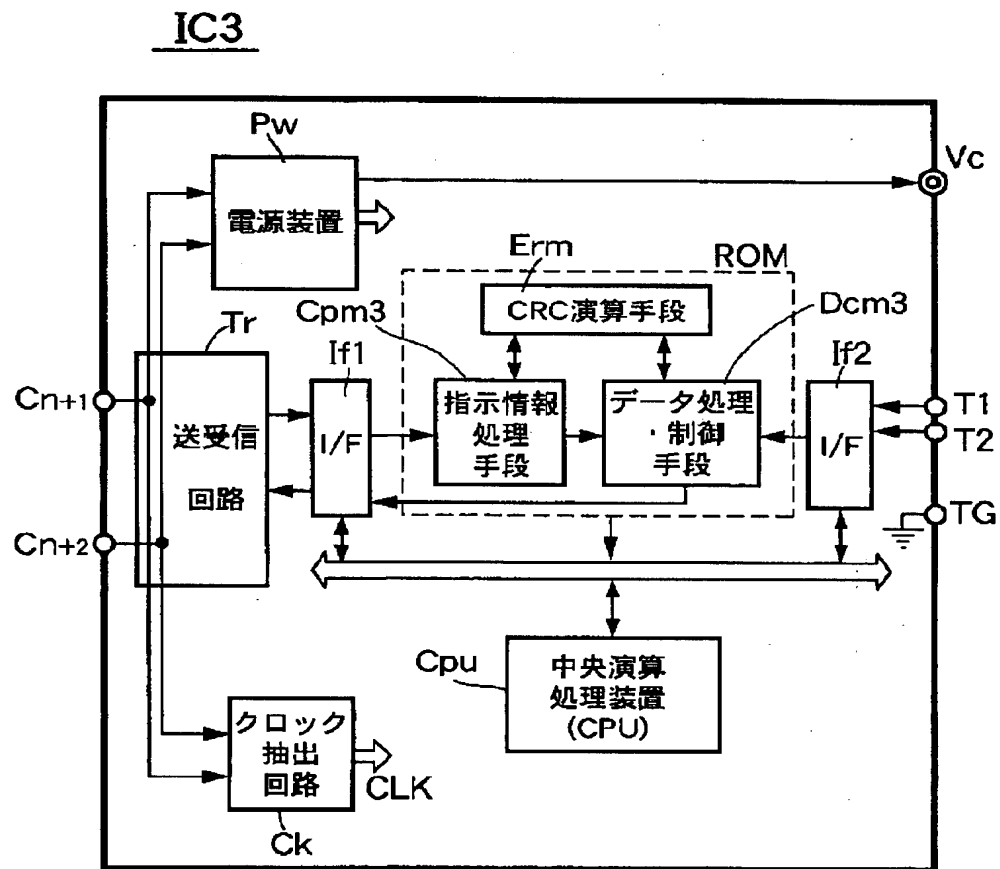 IC3
Pw
Vc
電源装置
Erm
ROM
CRC演算手段
Cpm3
Dcm3
Tr
If1
If2
Cn+1
送受信
回路
I/F
指示情報
処理
手段
データ処理
・制御
手段
I/F
T1
T2
Cn+2
TG
Cpu
中央演算
処理装置
(CPU)
クロック
抽出
回路
CLK
Ck